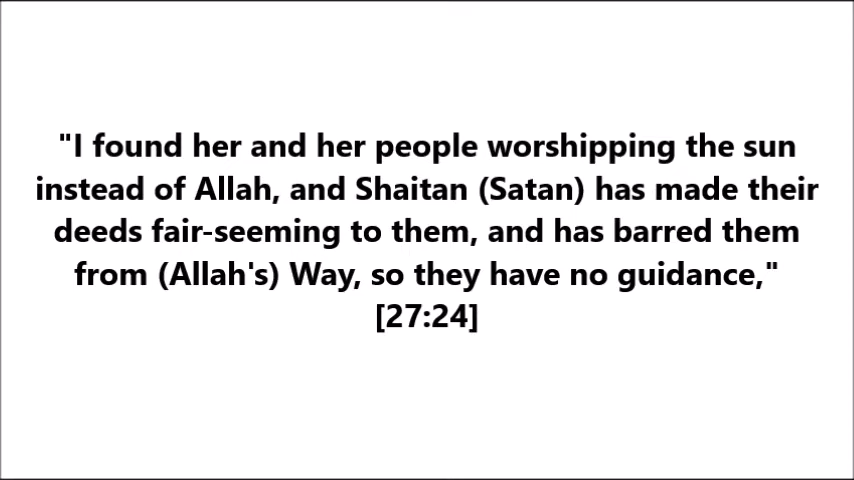 "I found her and her people worshipping the sun
instead of Allah, and Shaitan (Satan) has made their
deeds fair-seeming to them, and has barred them
from (Allah's) Way, so they have no guidance,"
[27:24]